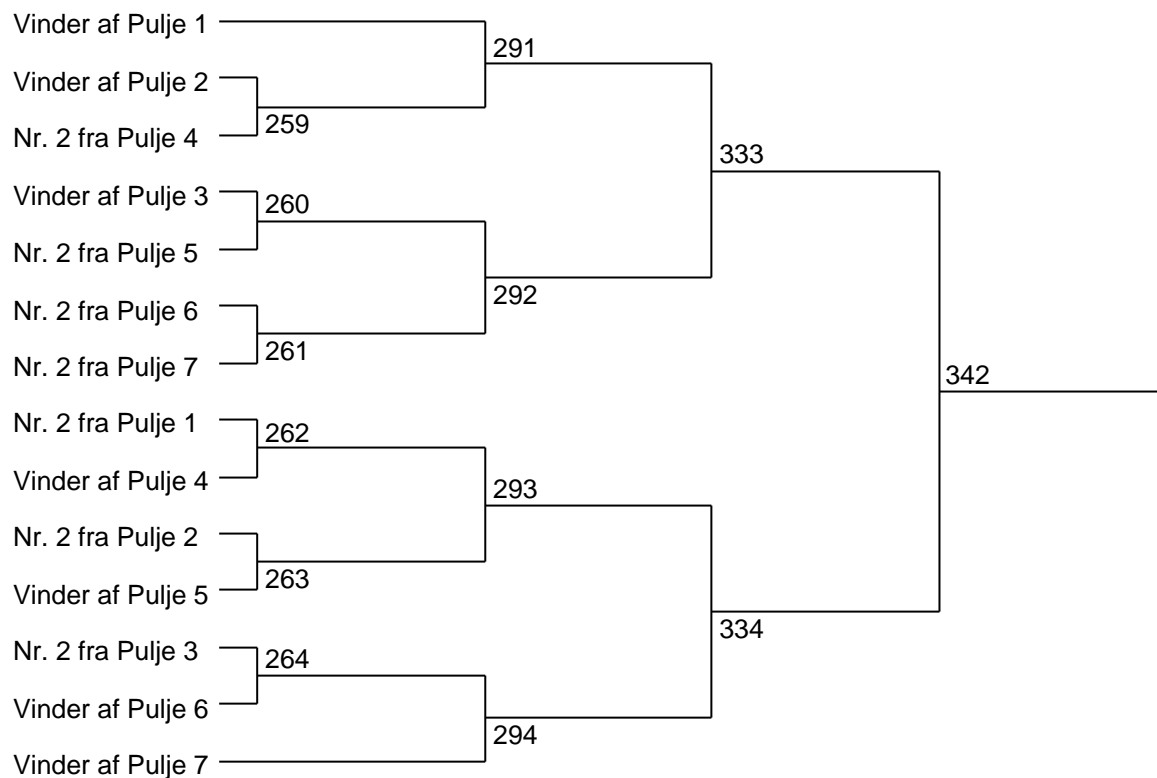 Vinder af Pulje 1
291
Vinder af Pulje 2
259
Nr. 2 fra Pulje 4
333
Vinder af Pulje 3
260
Nr. 2 fra Pulje 5
292
Nr. 2 fra Pulje 6
261
Nr. 2 fra Pulje 7
342
Nr. 2 fra Pulje 1
262
Vinder af Pulje 4
293
Nr. 2 fra Pulje 2
263
Vinder af Pulje 5
334
Nr. 2 fra Pulje 3
264
Vinder af Pulje 6
294
Vinder af Pulje 7